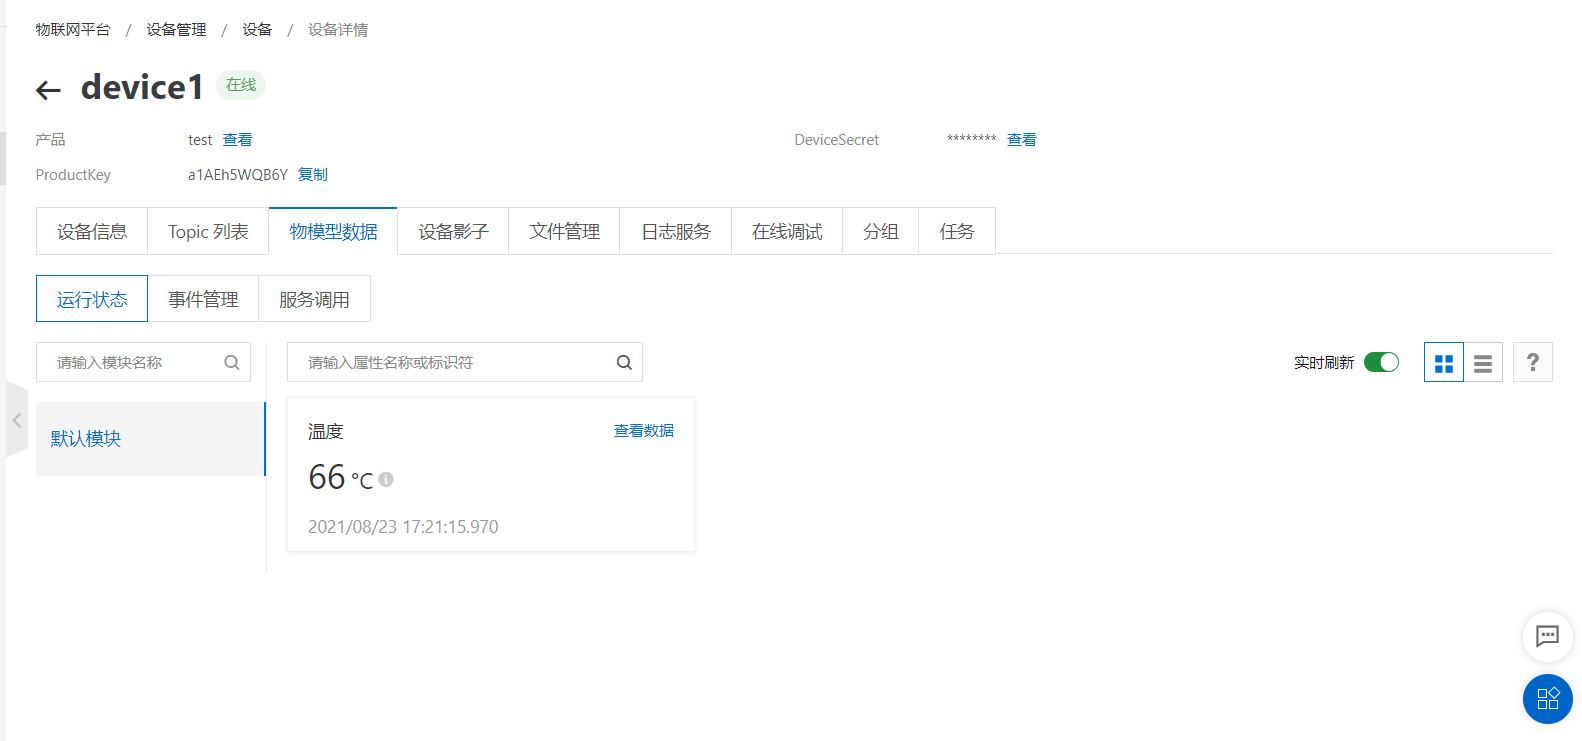 物联网平台 / 设备管理 / 设备 / 设备详情
device1 在线
产品 test 查看 DeviceSecret ******** 查看
ProductKey a1AEh5WQB6Y 复制
设备信息 Topic 列表 物模型数据 设备影子 文件管理 日志服务 在线调试 分组 任务
运行状态 事件管理 服务调用
请输入模块名称 请输入属性名称或标识符 实时刷新 ?
默认模块
温度 查看数据
66 °C
2021/08/23 17:21:15.970